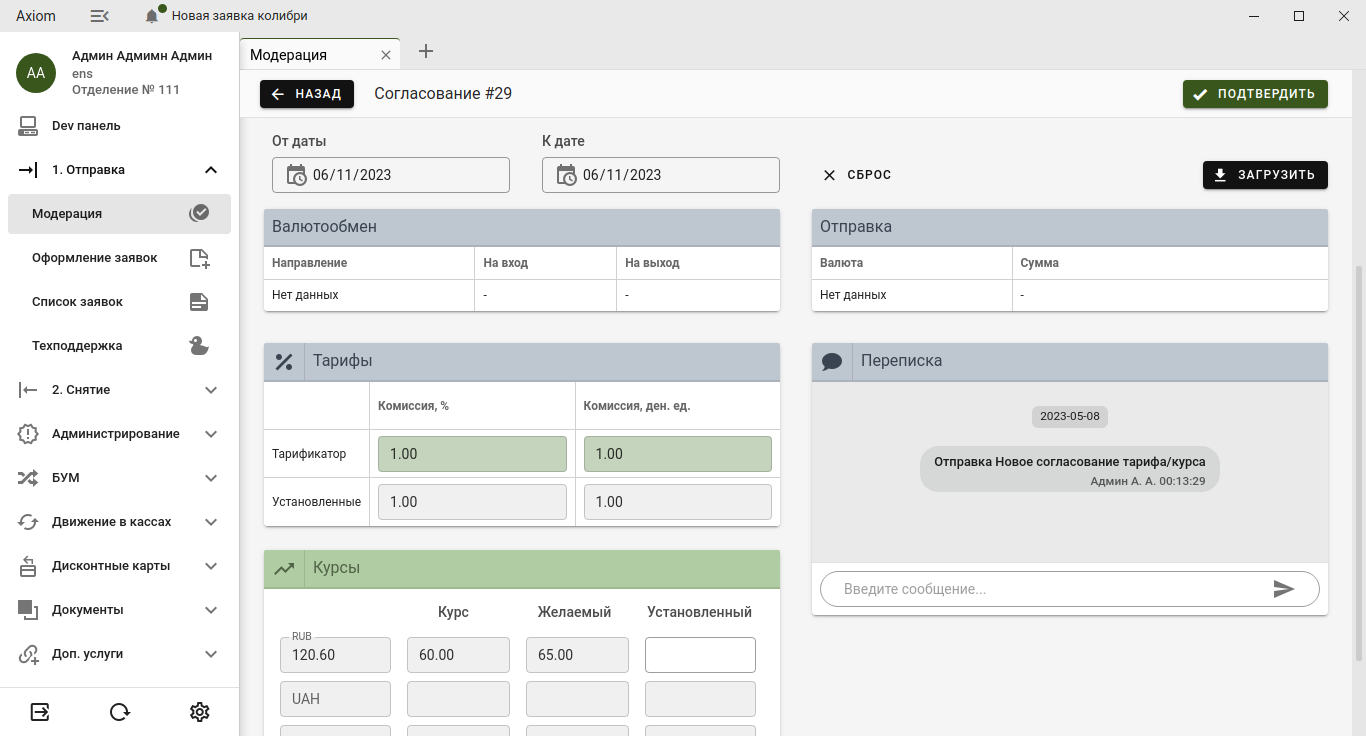 Axiom
Новая заявка колибри
Админ Адмимн Админ
АА
ens
Отделение № 111
Dev панель
1. Отправка
Модерация
Оформление заявок
Список заявок
Техподдержка
2. Снятие
Администрирование
БУМ
Движение в кассах
Дисконтные карты
Документы
Доп. услуги
Модерация
НАЗАД
Согласование #29
ПОДТВЕРДИТЬ
От даты
К дате
06/11/2023
06/11/2023
СБРОС
ЗАГРУЗИТЬ
Валютообмен
Направление
На вход
На выход
Нет данных
-
-
Отправка
Валюта
Сумма
Нет данных
-
Тарифы
Комиссия, %
Комиссия, ден. ед.
Тарификатор
1.00
1.00
Установленные
1.00
1.00
Переписка
2023-05-08
Отправка Новое согласование тарифа/курса
Админ А. А. 00:13:29
Введите сообщение...
Курсы
Курс
Желаемый
Установленный
RUB
120.60
60.00
65.00
UAH